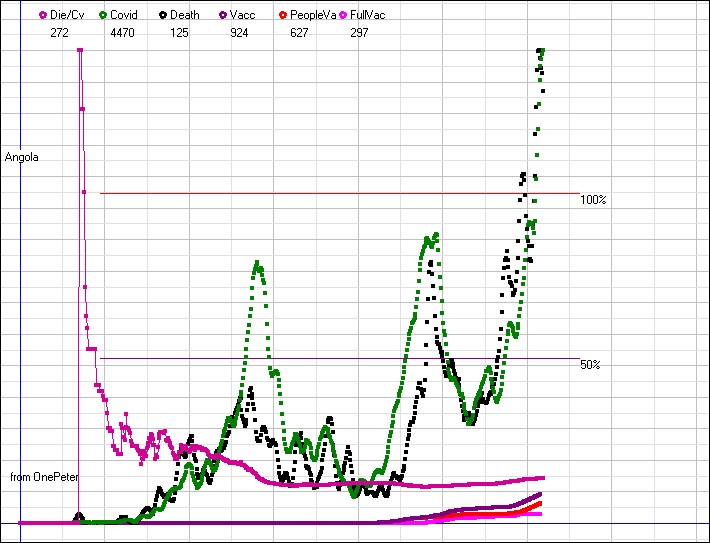 Die/Cv Covid Death Vacc PeopleVa FullVac
272 4470 125 924 627 297
Angola
100%
50%
from OnePeter